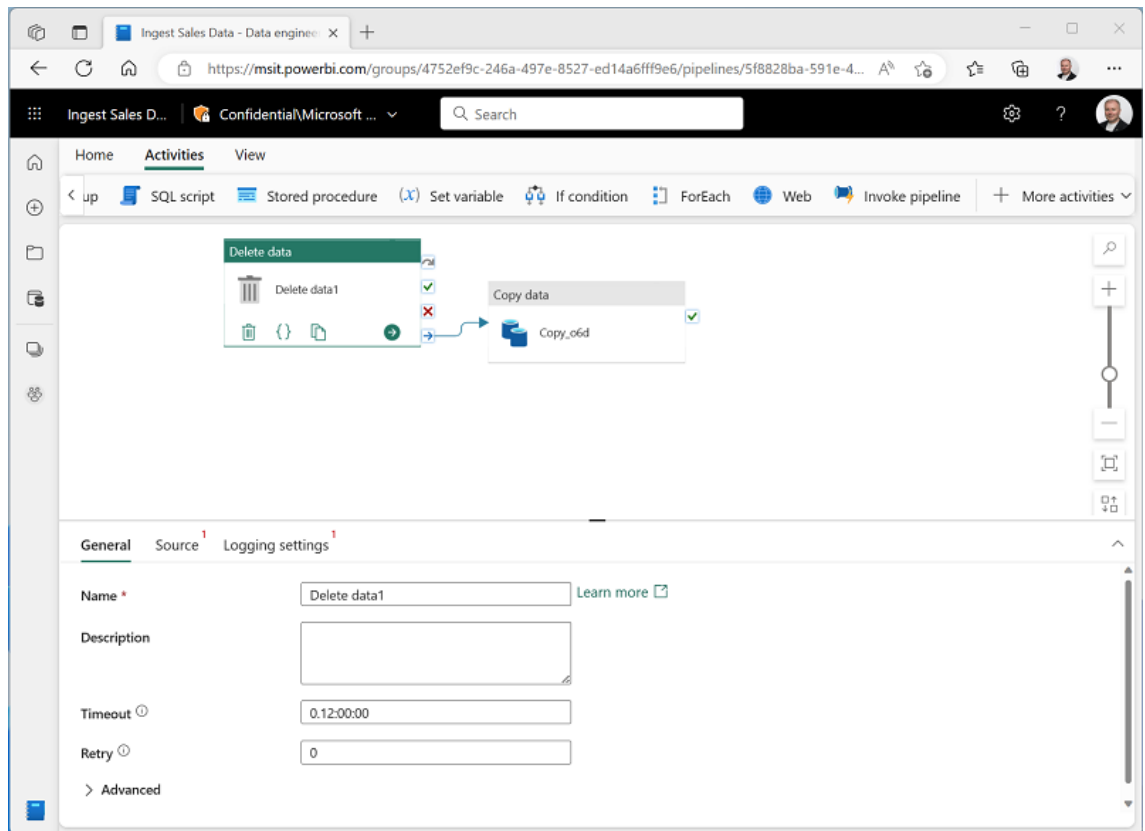 Ingest Sales Data - Data enginee
https://msit.powerbi.com/groups/4752ef9c-246a-497e-8527-ed14a6fff9e6/pipelines/5f8828ba-591e-4... A
Ingest Sales D... Confidential\Microsoft ... Search ?
Home Activities View
up SQL script Stored procedure (x) Set variable If condition ForEach Web Invoke pipeline More activities
Delete data
Delete data1
{}
Copy data
Copy_o6d
General Source 1 Logging settings 1
Name * Delete data1 Learn more
Description
Timeout 0.12:00:00
Retry 0
Advanced